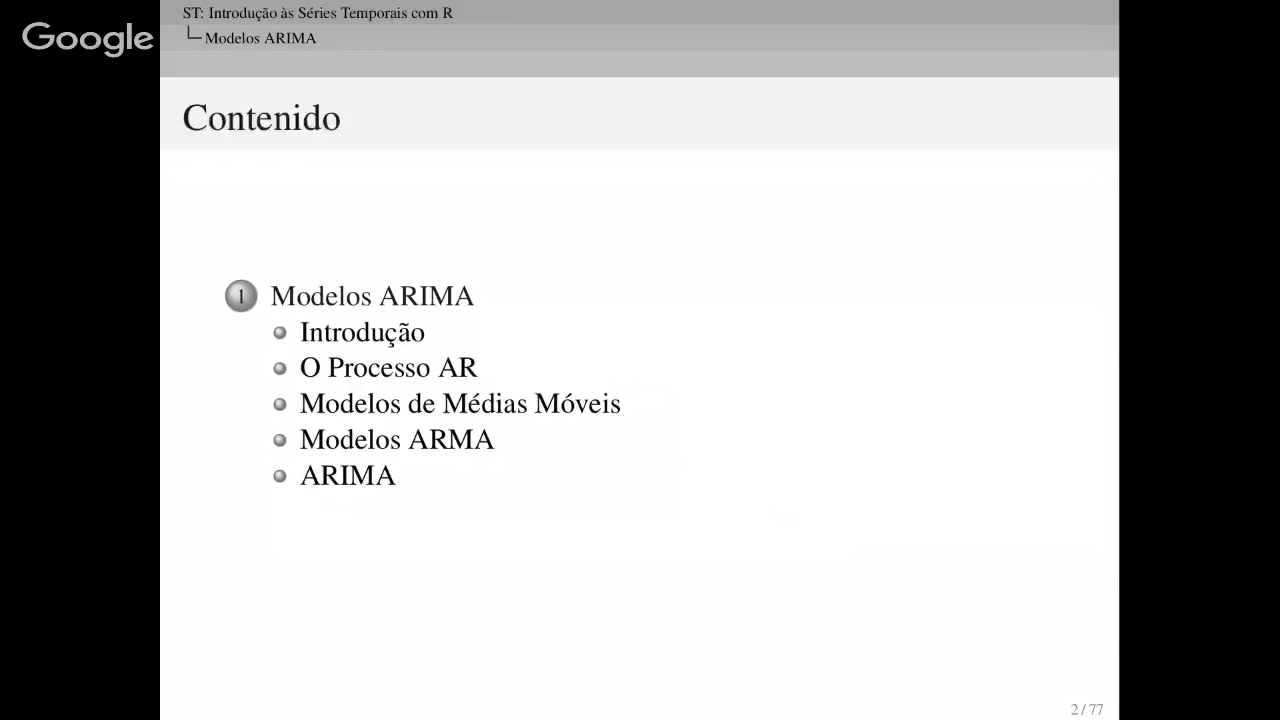 ST: Introdução às Séries Temporais com R
Modelos ARIMA
Google
Contenido
1 Modelos ARIMA
Introdução
O Processo AR
Modelos de Médias Móveis
Modelos ARMA
ARIMA
2 / 77